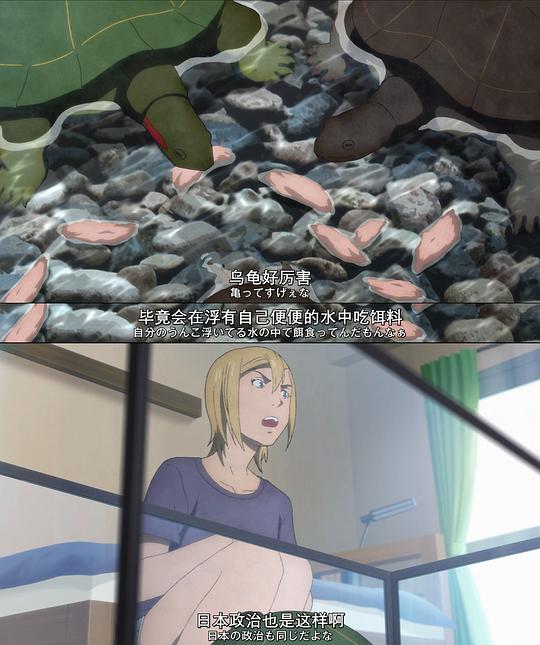 乌龟好厉害
亀ってすげぇな
毕竟会在浮有自己便便的水中吃饵料
自分のうんこ浮いてる水の中で餌食ってんだもんなぁ
日本政治也是这样啊
日本の政治も同じだよな